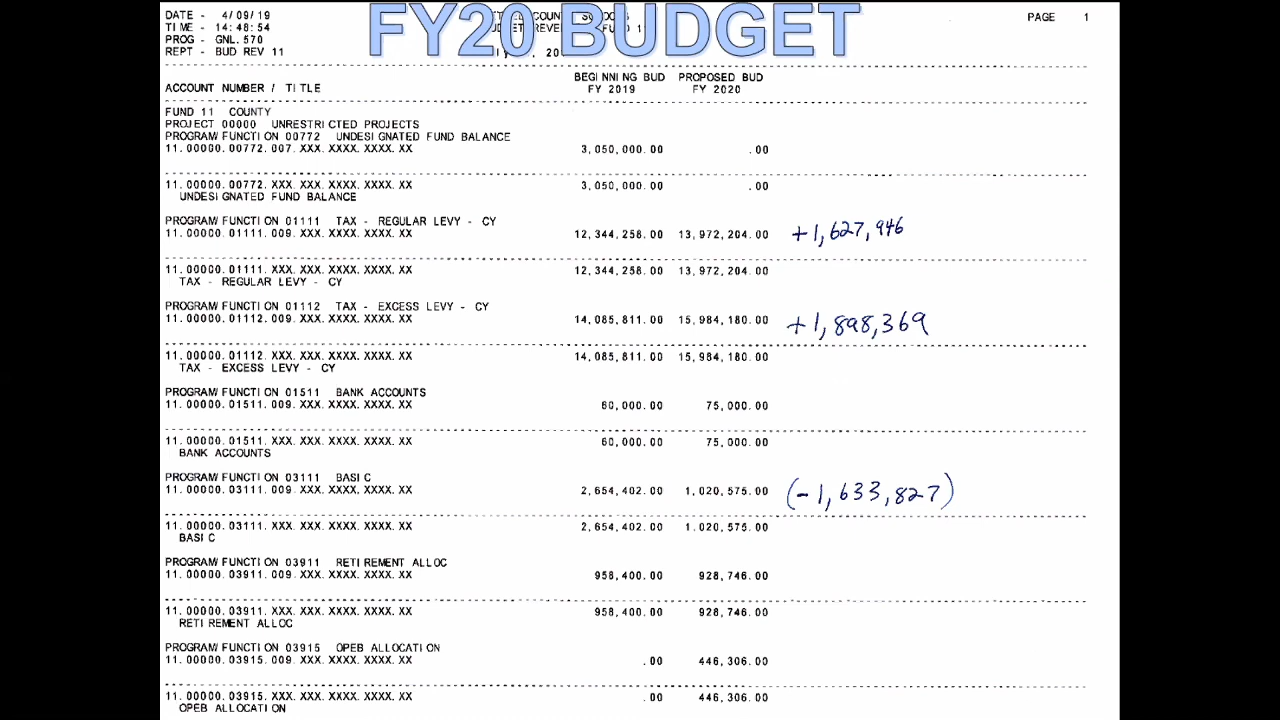 FY20 BUDGET
DATE - 4/09/19
TIME - 14:48:54
PROG - GNL.570
REPT - BUD REV 11
PAGE 1
BEGINNING BUD PROPOSED BUD
ACCOUNT NUMBER / TITLE FY 2019 FY 2020
FUND 11 COUNTY
PROJECT 00000 UNRESTRICTED PROJECTS
PROGRAM/FUNCTION 00772 UNDESIGNATED FUND BALANCE
11.00000.00772.007.XXX.XXXX.XXXX.XX 3,050,000.00 .00
11.00000.00772.XXX.XXX.XXXX.XXXX.XX 3,050,000.00 .00
UNDESIGNATED FUND BALANCE
PROGRAM/FUNCTION 01111 TAX - REGULAR LEVY - CY
11.00000.01111.009.XXX.XXXX.XXXX.XX 12,344,258.00 13,972,204.00 +1,627,946
11.00000.01111.XXX.XXX.XXXX.XXXX.XX 12,344,258.00 13,972,204.00
TAX - REGULAR LEVY - CY
PROGRAM/FUNCTION 01112 TAX - EXCESS LEVY - CY
11.00000.01112.009.XXX.XXXX.XXXX.XX 14,085,811.00 15,984,180.00 +1,898,369
11.00000.01112.XXX.XXX.XXXX.XXXX.XX 14,085,811.00 15,984,180.00
TAX - EXCESS LEVY - CY
PROGRAM/FUNCTION 01511 BANK ACCOUNTS
11.00000.01511.009.XXX.XXXX.XXXX.XX 60,000.00 75,000.00
11.00000.01511.XXX.XXX.XXXX.XXXX.XX 60,000.00 75,000.00
BANK ACCOUNTS
PROGRAM/FUNCTION 03111 BASIC
11.00000.03111.009.XXX.XXXX.XXXX.XX 2,654,402.00 1,020,575.00 (-1,633,827)
11.00000.03111.XXX.XXX.XXXX.XXXX.XX 2,654,402.00 1,020,575.00
BASIC
PROGRAM/FUNCTION 03911 RETIREMENT ALLOC
11.00000.03911.009.XXX.XXXX.XXXX.XX 958,400.00 928,746.00
11.00000.03911.XXX.XXX.XXXX.XXXX.XX 958,400.00 928,746.00
RETIREMENT ALLOC
PROGRAM/FUNCTION 03915 OPEB ALLOCATION
11.00000.03915.009.XXX.XXXX.XXXX.XX .00 446,306.00
11.00000.03915.XXX.XXX.XXXX.XXXX.XX .00 446,306.00
OPEB ALLOCATION